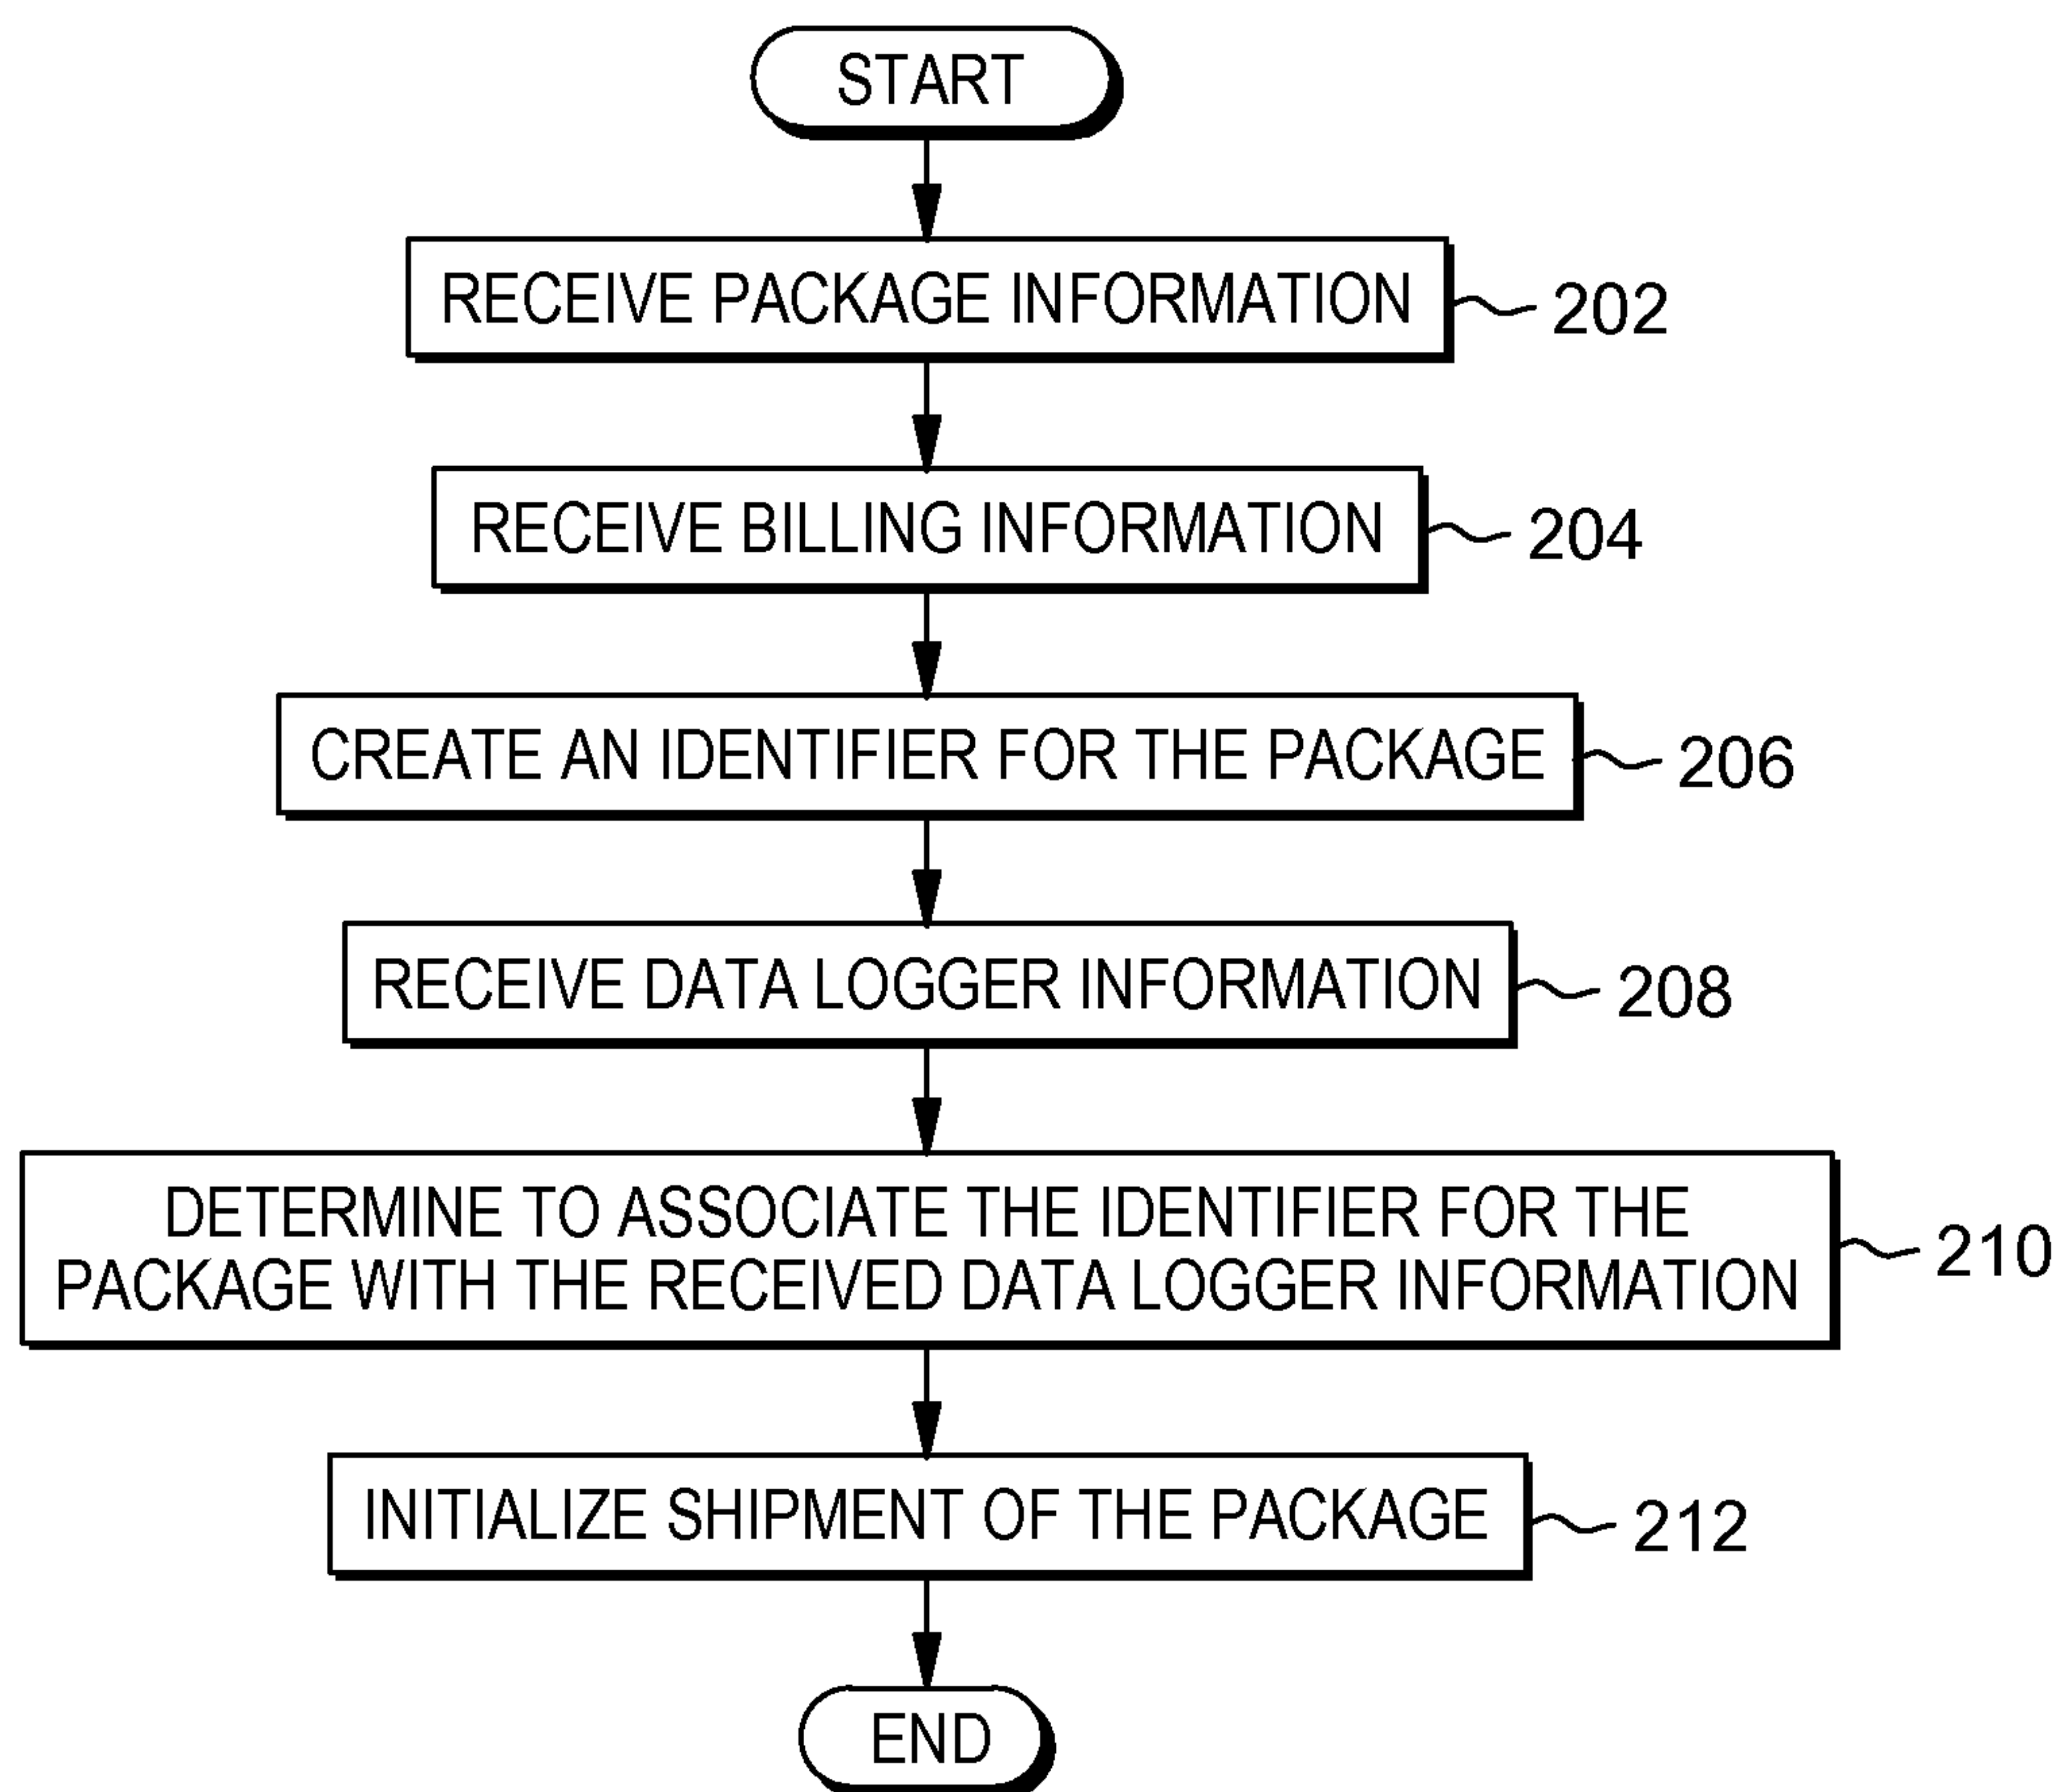 START
RECEIVE PACKAGE INFORMATION
202
RECEIVE BILLING INFORMATION
204
CREATE AN IDENTIFIER FOR THE PACKAGE
206
RECEIVE DATA LOGGER INFORMATION
208
DETERMINE TO ASSOCIATE THE IDENTIFIER FOR THE
PACKAGE WITH THE RECEIVED DATA LOGGER INFORMATION
210
INITIALIZE SHIPMENT OF THE PACKAGE
212
END